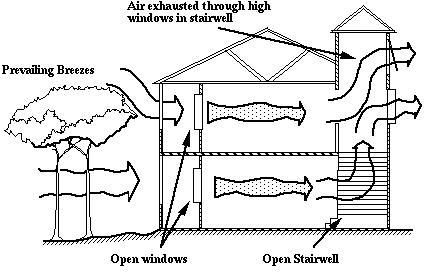 Air exhausted through high
windows in stairwell
Prevailing Breezes
Open windows
Open Stairwell